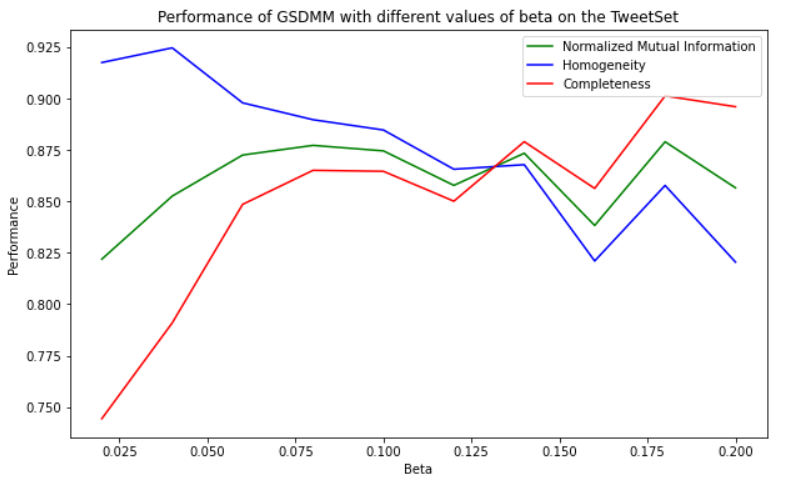 Performance of GSDMM with different values of beta on the TweetSet
Normalized Mutual Information
Homogeneity
Completeness
Performance
0.925
0.900
0.875
0.850
0.825
0.800
0.775
0.750
0.025
0.050
0.075
0.100
0.125
0.150
0.175
0.200
Beta